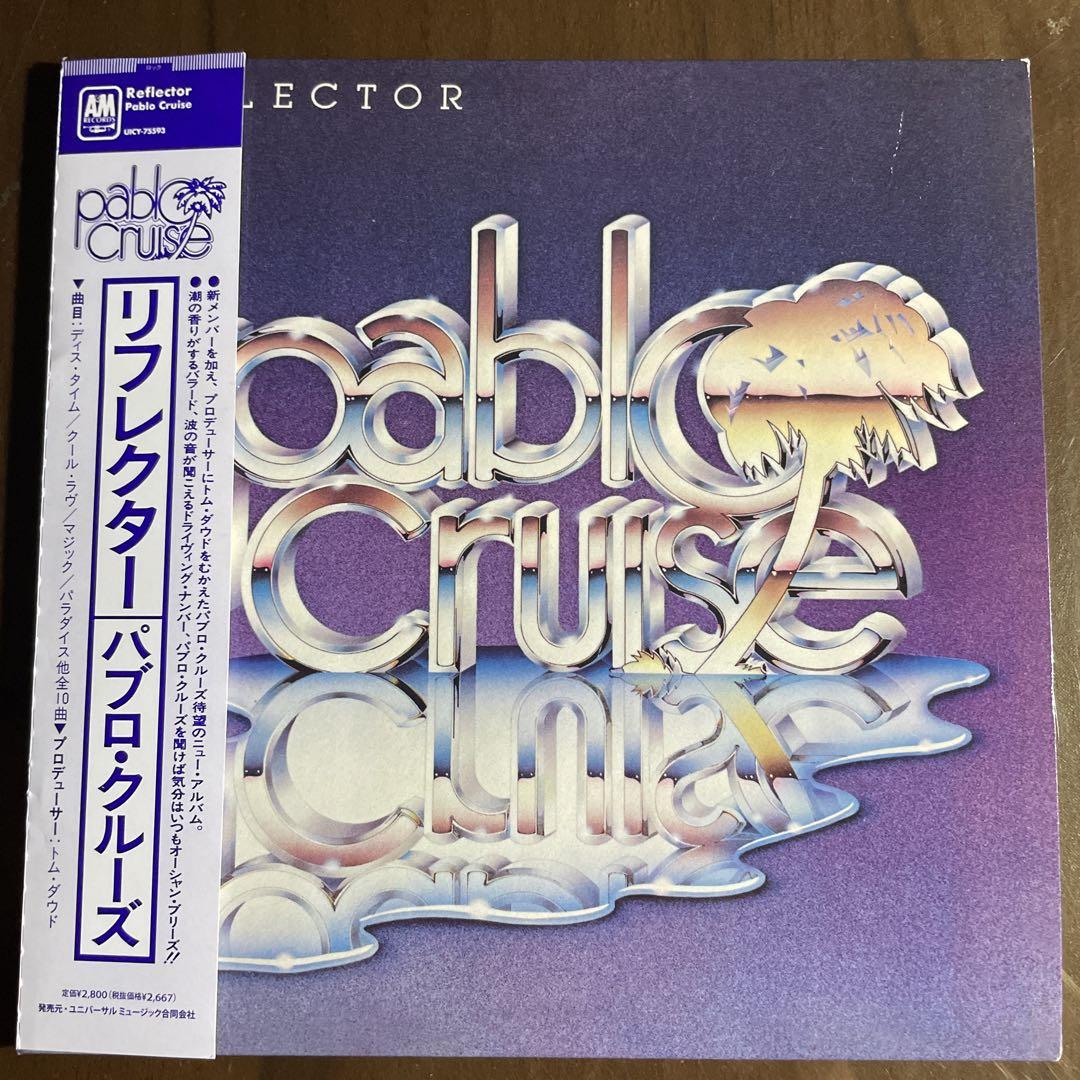 ロック
A&M
RECORDS
Reflector
Pablo Cruise
UICY-75593
pablo
cruise
●新メンバーを加え、プロデューサーにトム・ダウドをむかえたパブロ・クルーズ待望のニュー・アルバム。
●潮の香りがするバラード、波の音が聞こえるドライヴィング・ナンバー、パブロ・クルーズを聞けば気分はいつもオーシャン・ブリーズ!!
リフレクター|パブロ・クルーズ
▼曲目:ディス・タイム/クール・ラヴ/マジック/パラダイス他全10曲▼プロデューサー:トム・ダウド
定価¥2,800(税抜価格¥2,667)
発売元・ユニバーサル ミュージック合同会社
LECTOR
pablo
cruise